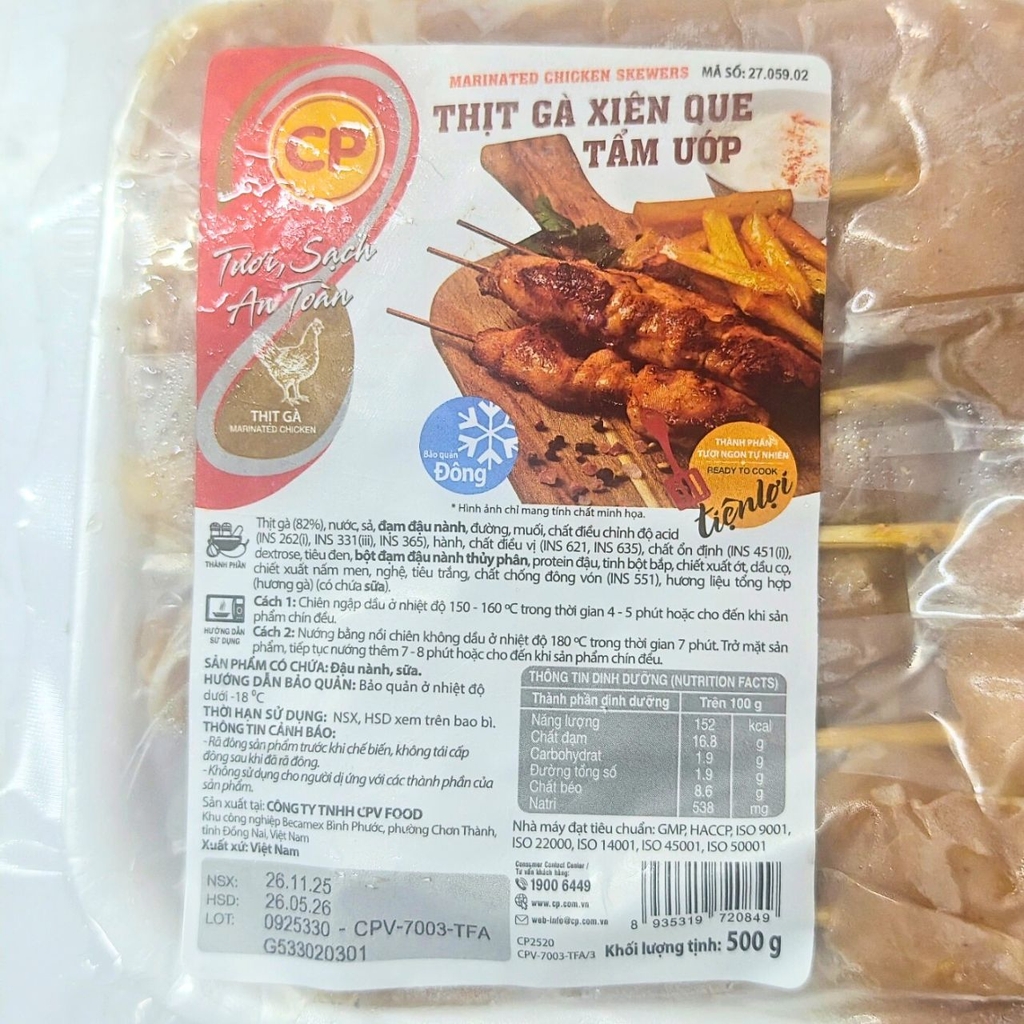 MARINATED CHICKEN SKEWERS MÃ SỐ: 27.059.02
THỊT GÀ XIÊN QUE
TẨM ƯỚP
CP
Tươi, Sạch
An Toàn
THỊT GÀ
MARINATED CHICKEN
Bảo quản
Đông
THÀNH PHẦN
TƯƠI NGON TỰ NHIÊN
READY TO COOK
tiện lợi
* Hình ảnh chỉ mang tính chất minh họa.
THÀNH PHẦN
Thịt gà (82%), nước, sả, đạm đậu nành, đường, muối, chất điều chỉnh độ acid
(INS 262(i), INS 331(iii), INS 365), hành, chất điều vị (INS 621, INS 635), chất ổn định (INS 451(i)),
dextrose, tiêu đen, bột đạm đậu nành thủy phân, protein đậu, tinh bột bắp, chiết xuất ớt, dầu cọ,
chiết xuất nấm men, nghệ, tiêu trắng, chất chống đông vón (INS 551), hương liệu tổng hợp
(hương gà) (có chứa sữa).
HƯỚNG DẪN
SỬ DỤNG
Cách 1: Chiên ngập dầu ở nhiệt độ 150 - 160 ºC trong thời gian 4 - 5 phút hoặc cho đến khi sản
phẩm chín đều.
Cách 2: Nướng bằng nồi chiên không dầu ở nhiệt độ 180 ºC trong thời gian 7 phút. Trở mặt sản
phẩm, tiếp tục nướng thêm 7 - 8 phút hoặc cho đến khi sản phẩm chín đều.
SẢN PHẨM CÓ CHỨA: Đậu nành, sữa.
HƯỚNG DẪN BẢO QUẢN: Bảo quản ở nhiệt độ
dưới -18 ºC
THỜI HẠN SỬ DỤNG: NSX, HSD xem trên bao bì.
THÔNG TIN CẢNH BÁO:
- Rã đông sản phẩm trước khi chế biến, không tái cấp
đông sau khi đã rã đông.
- Không sử dụng cho người dị ứng với các thành phần của
sản phẩm.
Sản xuất tại: CÔNG TY TNHH CPV FOOD
Khu công nghiệp Becamex Bình Phước, phường Chơn Thành,
tỉnh Đồng Nai, Việt Nam
Xuất xứ: Việt Nam
THÔNG TIN DINH DƯỠNG (NUTRITION FACTS)
Thành phần dinh dưỡng Trên 100 g
Năng lượng 152 kcal
Chất đạm 16.8 g
Carbohydrat 1.9 g
Đường tổng số 1.9 g
Chất béo 8.6 g
Natri 538 mg
Nhà máy đạt tiêu chuẩn: GMP, HACCP, ISO 9001,
ISO 22000, ISO 14001, ISO 45001, ISO 50001
NSX: 26.11.25
HSD: 26.05.26
LOT: 0925330 - CPV-7003-TFA
G533020301
Consumer Contact Center /
Tư vấn khách hàng:
1900 6449
www.cp.com.vn
web-info@cp.com.vn
CP2520
CPV-7003-TFA/3
8 935319 720849
Khối lượng tịnh: 500 g